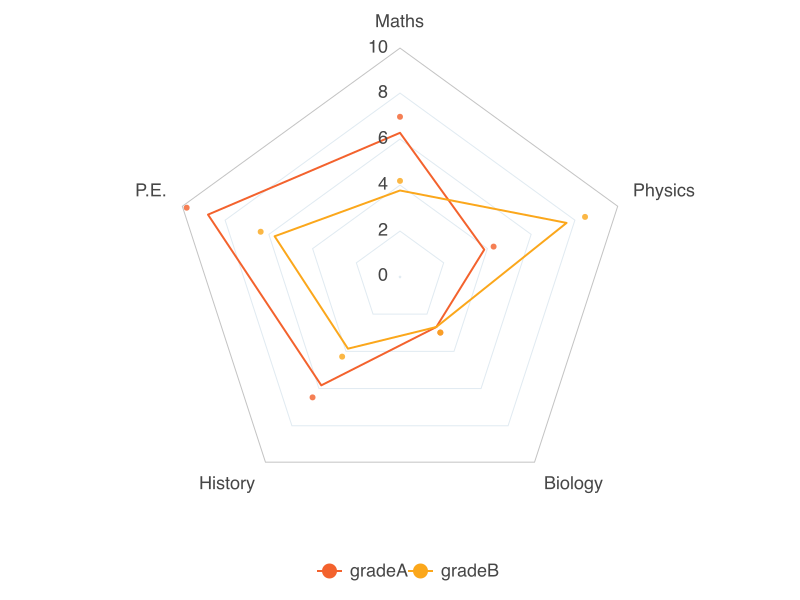 Maths
10
8
6
4
2
0
P.E.
Physics
History
Biology
gradeA
gradeB